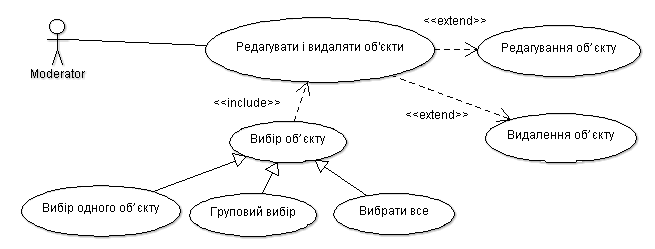 <<extend>>
Редагувати і видаляти об'єкти
Редагування об'єкту
Moderator
<<include>>
<<extend>>
Вибір об'єкту
Видалення об'єкту
Вибір одного об'єкту
Груповий вибір
Вибрати все